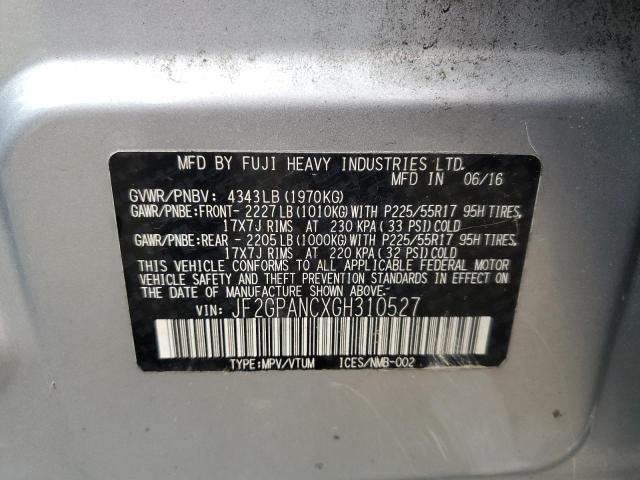 MFD BY FUJI HEAVY INDUSTRIES LTD.
MFD IN 06/16
GVWR/PNBV: 4343LB (1970KG)
GAWR/PNBE:FRONT- 2227LB (1010KG) WITH P225/55R17 95H TIRES,
17X7J RIMS AT 230 KPA (33 PSI) COLD
GAWR/PNBE:REAR - 2205LB (1000KG) WITH P225/55R17 95H TIRES,
17X7J RIMS AT 220 KPA (32 PSI) COLD
THIS VEHICLE CONFORMS TO ALL APPLICABLE FEDERAL MOTOR
VEHICLE SAFETY AND THEFT PREVENTION STANDARDS IN EFFECT
ON THE DATE OF MANUFACTURE SHOWN ABOVE.
VIN: JF2GPANCXGH310527
TYPE:MPV/VTUM ICES/NMB-002